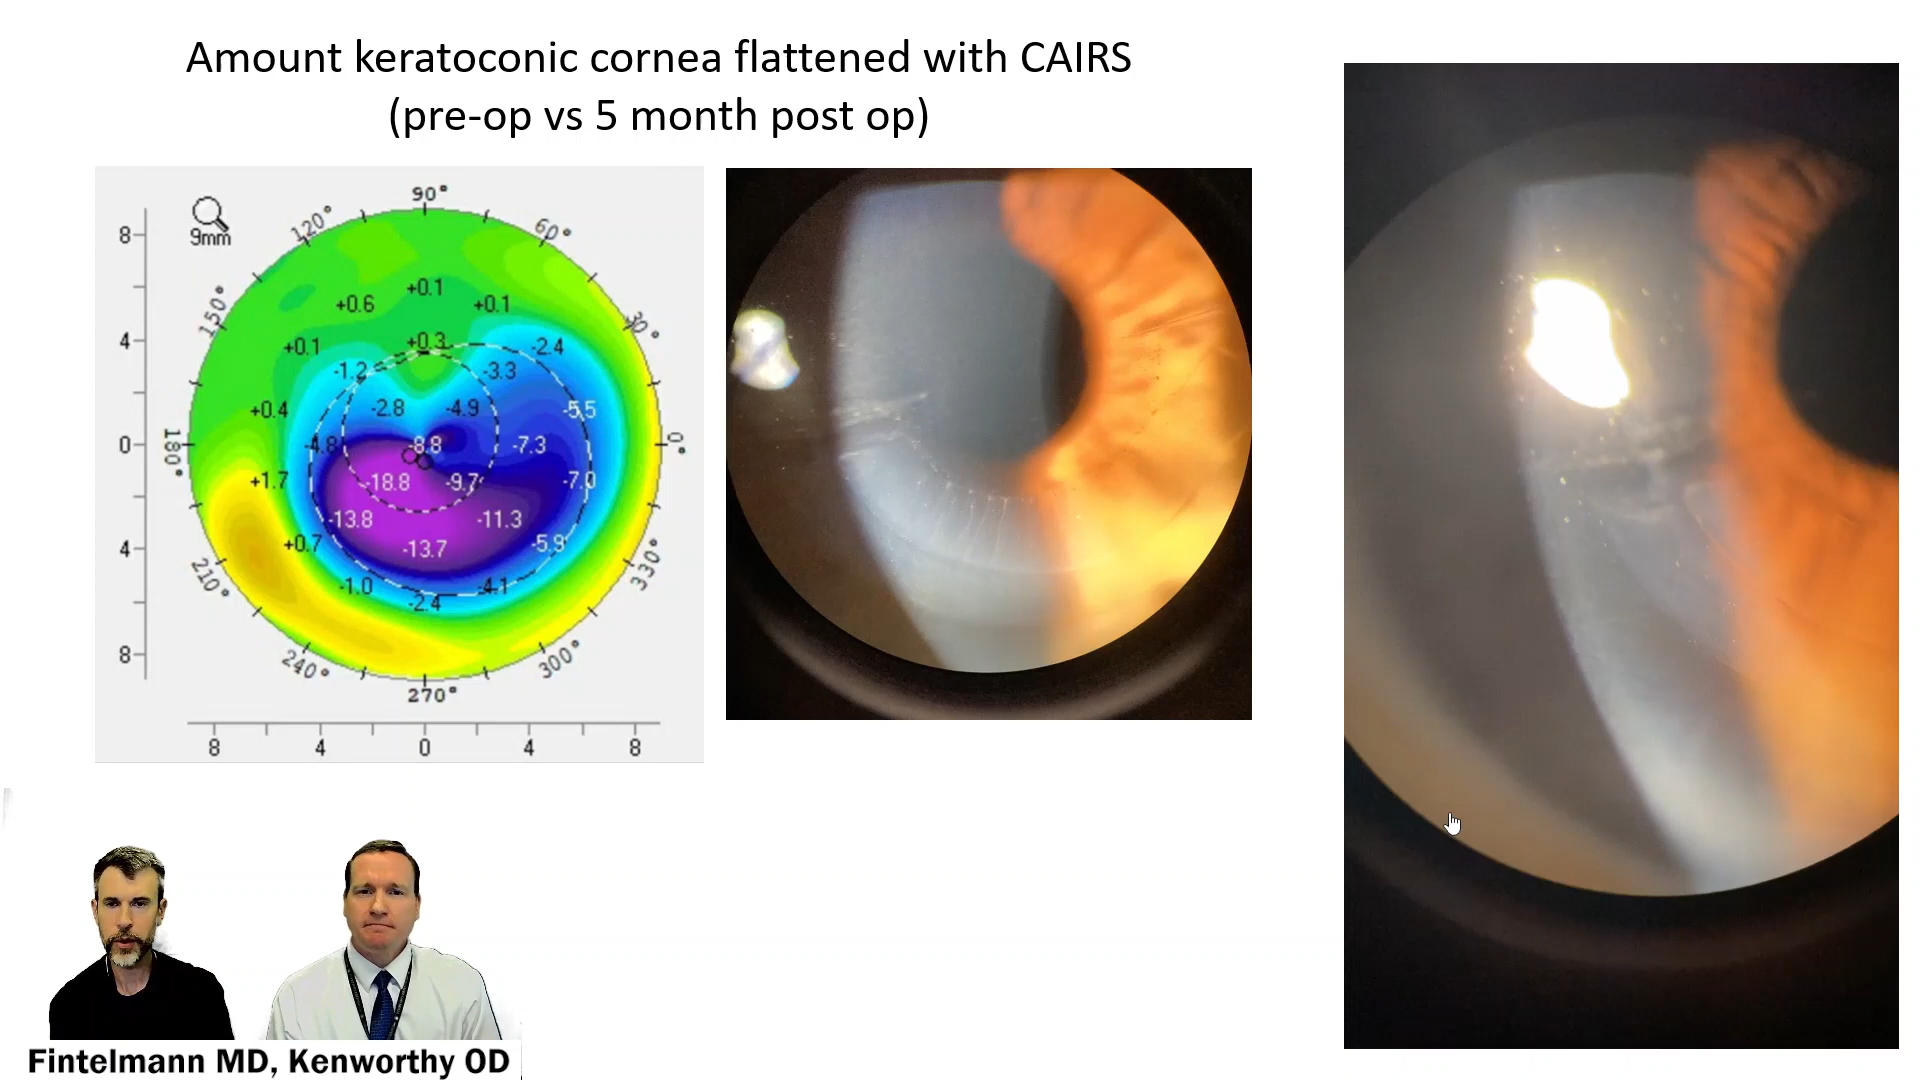 Amount keratoconic cornea flattened with CAIRS
(pre-op vs 5 month post op)
9mm
90°
120°
60°
150°
30°
180°
0°
210°
330°
240°
300°
270°
8
4
0
4
8
+0.6 +0.1 +0.1
+0.1 +0.3 -2.4
-1.2 -3.3
+0.4 -2.8 -4.9 -5.5
-4.8 -8.8 -7.3
+1.7 -18.8 -9.7 -7.0
-13.8 -11.3
+0.7 -13.7 -5.9
-1.0 -2.4 -4.1
8 4 0 4 8
Fintelmann MD, Kenworthy OD